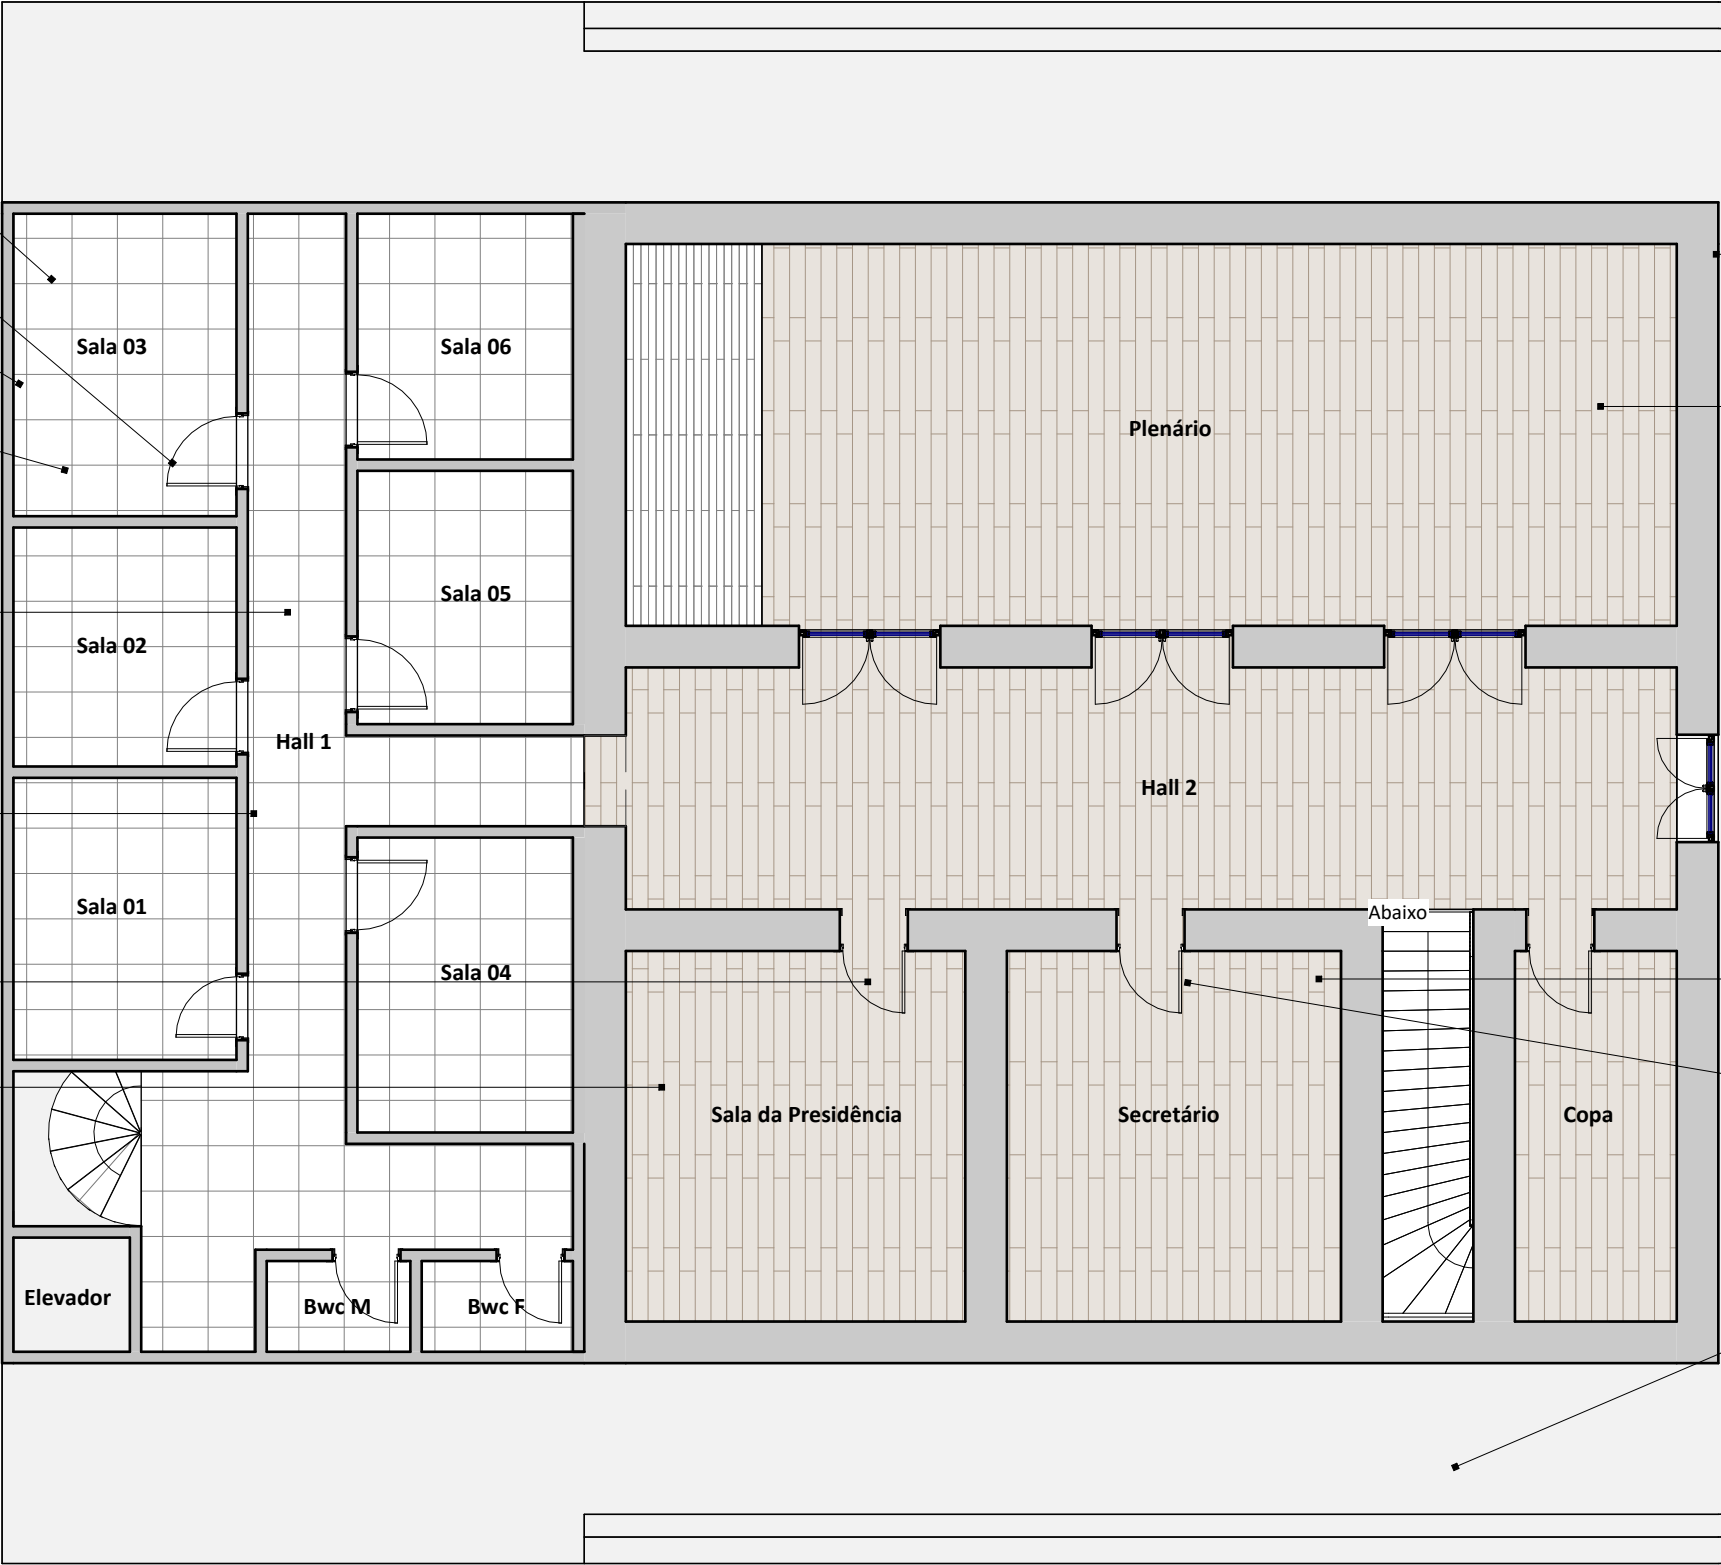 Sala 03
Sala 06
Plenário
Sala 05
Sala 02
Hall 1
Hall 2
Sala 01
Abaixo
Sala 04
Sala da Presidência
Secretário
Copa
Elevador
Bwc M
Bwc F